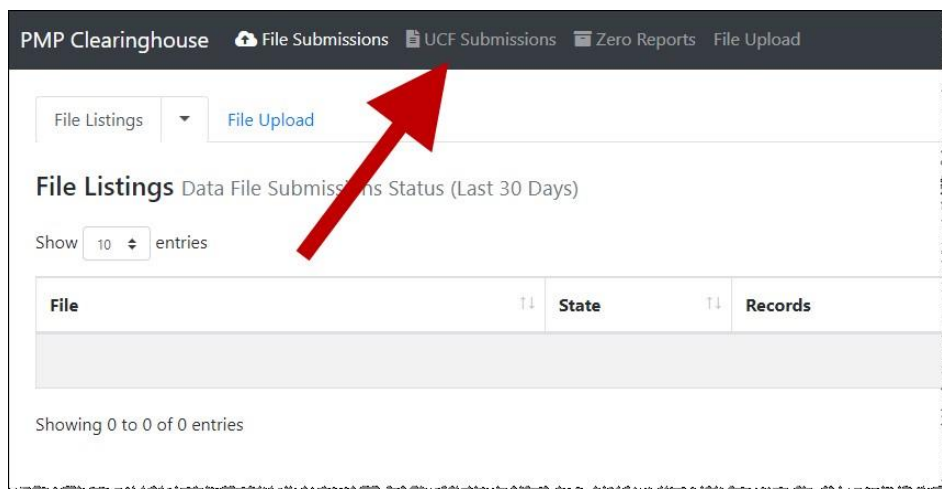 PMP Clearinghouse File Submissions UCF Submissions Zero Reports File Upload
File Listings File Upload
File Listings Data File Submissions Status (Last 30 Days)
Show 10 entries
File State Records
Showing 0 to 0 of 0 entries